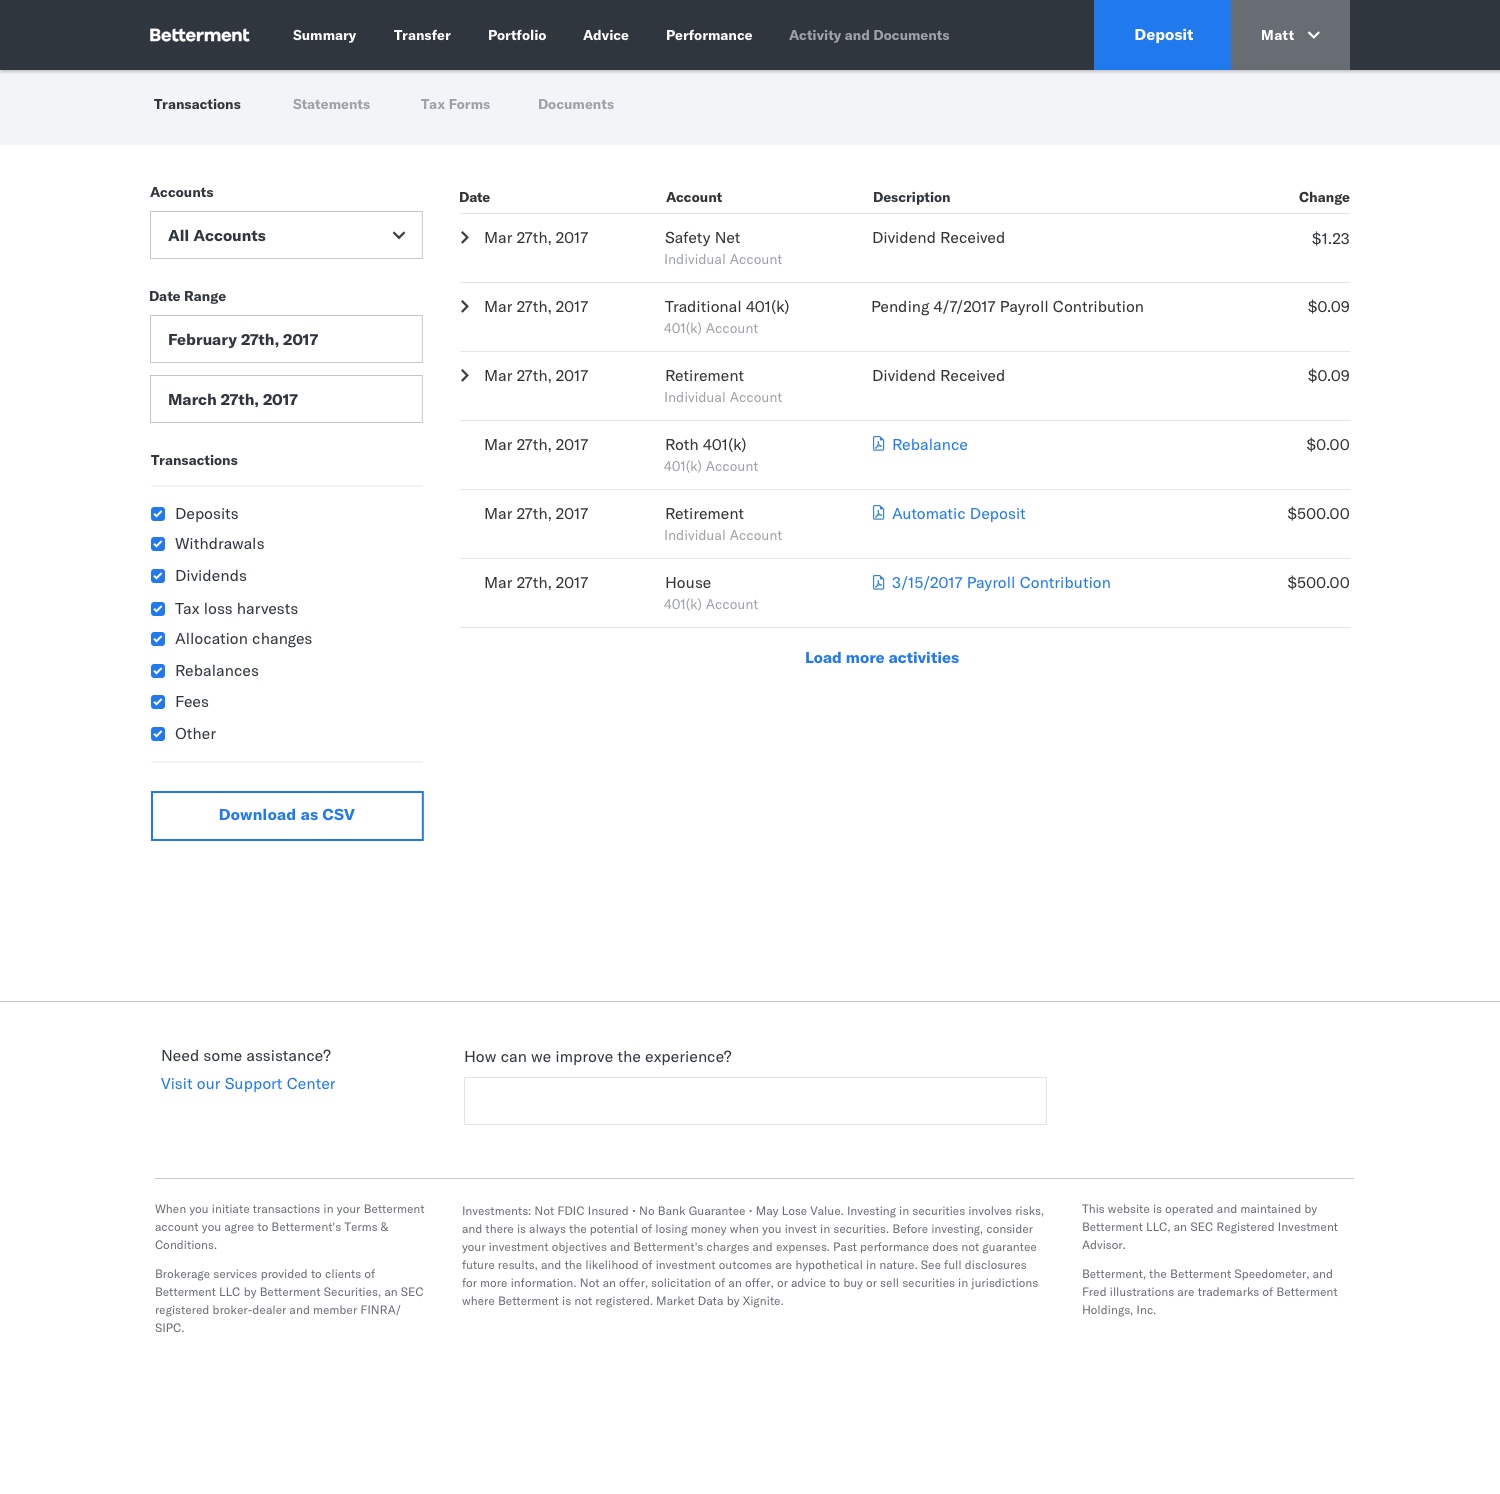 Betterment Summary Transfer Portfolio Advice Performance Activity and Documents Deposit Matt
Transactions Statements Tax Forms Documents
Accounts
All Accounts
Date Range
February 27th, 2017
March 27th, 2017
Transactions
Deposits
Withdrawals
Dividends
Tax loss harvests
Allocation changes
Rebalances
Fees
Other
Download as CSV
Date Account Description Change
Mar 27th, 2017 Safety Net Dividend Received $1.23
Individual Account
Mar 27th, 2017 Traditional 401(k) Pending 4/7/2017 Payroll Contribution $0.09
401(k) Account
Mar 27th, 2017 Retirement Dividend Received $0.09
Individual Account
Mar 27th, 2017 Roth 401(k) Rebalance $0.00
401(k) Account
Mar 27th, 2017 Retirement Automatic Deposit $500.00
Individual Account
Mar 27th, 2017 House 3/15/2017 Payroll Contribution $500.00
401(k) Account
Load more activities
Need some assistance?
Visit our Support Center
How can we improve the experience?
When you initiate transactions in your Betterment
account you agree to Betterment's Terms &
Conditions.
Brokerage services provided to clients of
Betterment LLC by Betterment Securities, an SEC
registered broker-dealer and member FINRA/
SIPC.
Investments: Not FDIC Insured • No Bank Guarantee • May Lose Value. Investing in securities involves risks,
and there is always the potential of losing money when you invest in securities. Before investing, consider
your investment objectives and Betterment's charges and expenses. Past performance does not guarantee
future results, and the likelihood of investment outcomes are hypothetical in nature. See full disclosures
for more information. Not an offer, solicitation of an offer, or advice to buy or sell securities in jurisdictions
where Betterment is not registered. Market Data by Xignite.
This website is operated and maintained by
Betterment LLC, an SEC Registered Investment
Advisor.
Betterment, the Betterment Speedometer, and
Fred illustrations are trademarks of Betterment
Holdings, Inc.